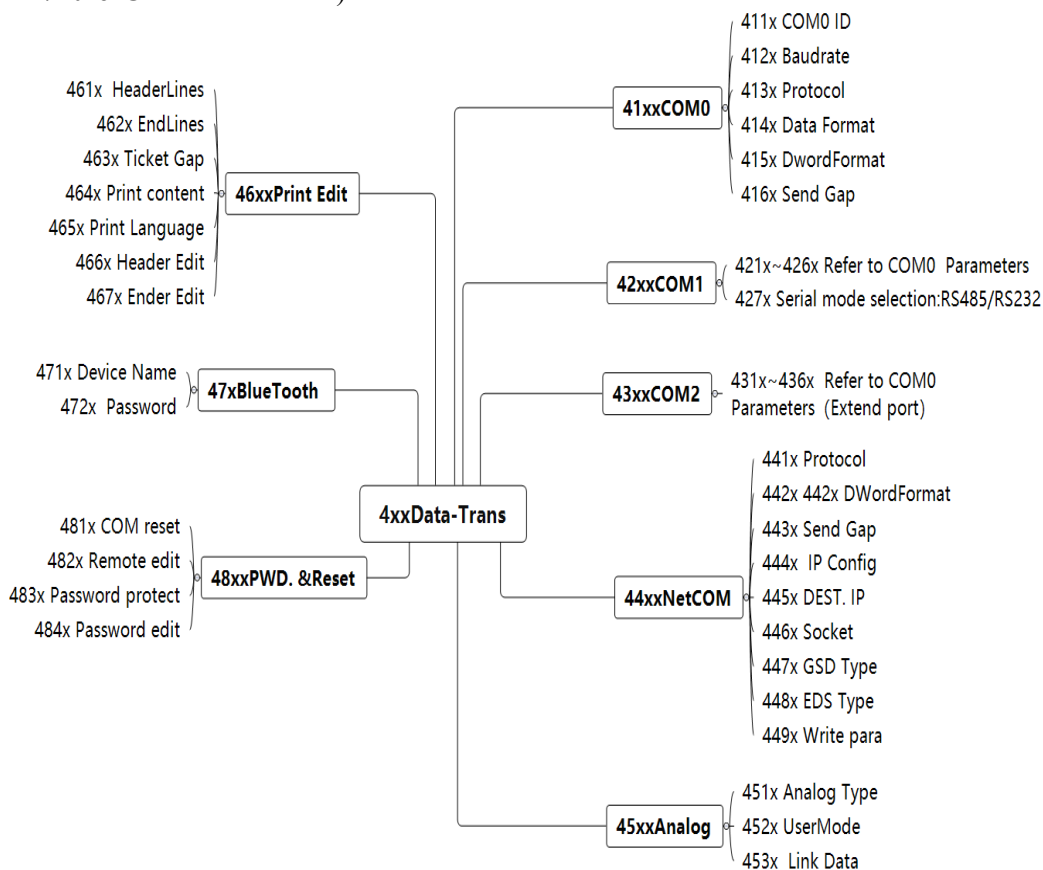 461x HeaderLines
462x EndLines
463x Ticket Gap
464x Print content
465x Print Language
466x Header Edit
467x Ender Edit
46xxPrint Edit
471x Device Name
472x Password
47xBlueTooth
481x COM reset
482x Remote edit
483x Password protect
484x Password edit
48xxPWD. &Reset
4xxData-Trans
41xxCOM0
411x COM0 ID
412x Baudrate
413x Protocol
414x Data Format
415x DwordFormat
416x Send Gap
42xxCOM1
421x~426x Refer to COM0 Parameters
427x Serial mode selection:RS485/RS232
43xxCOM2
431x~436x Refer to COM0
Parameters (Extend port)
44xxNetCOM
441x Protocol
442x 442x DWordFormat
443x Send Gap
444x IP Config
445x DEST. IP
446x Socket
447x GSD Type
448x EDS Type
449x Write para
45xxAnalog
451x Analog Type
452x UserMode
453x Link Data